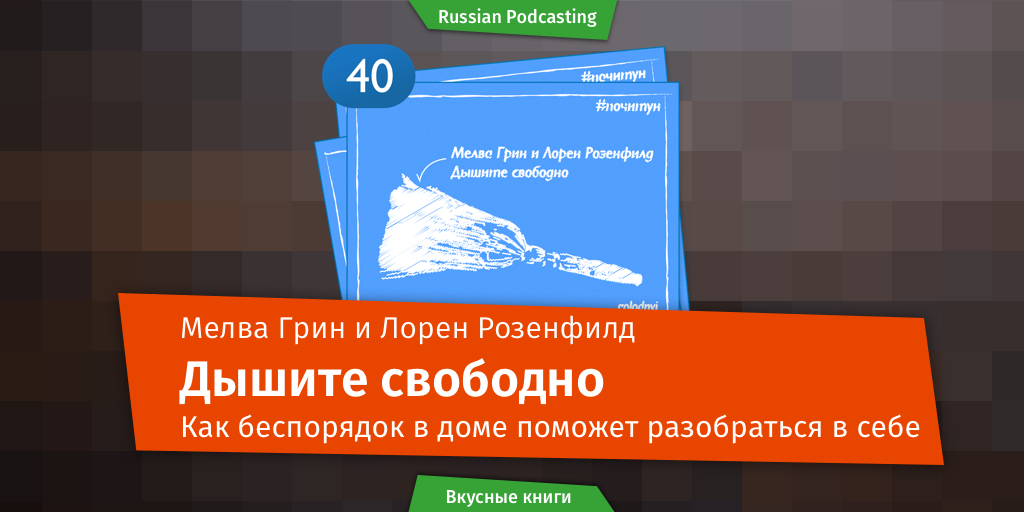 Russian Podcasting
40
#почитун
#почитун
Мелва Грин и Лорен Розенфилд
Дышите свободно
Мелва Грин и Лорен Розенфилд
Дышите свободно
Как беспорядок в доме поможет разобраться в себе
Вкусные книги